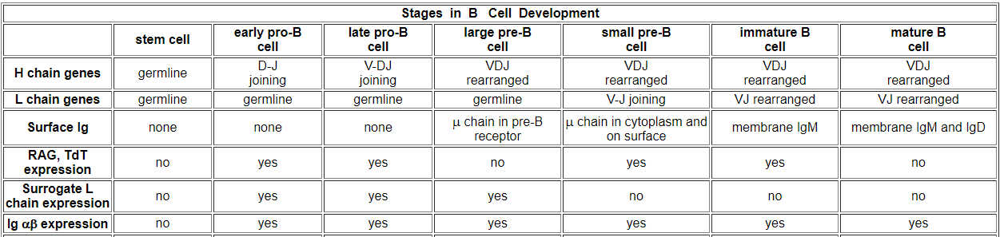 Stages in B Cell Development
stem cell early pro-B cell late pro-B cell large pre-B cell small pre-B cell immature B cell mature B cell
H chain genes germline D-J joining V-DJ joining VDJ rearranged VDJ rearranged VDJ rearranged VDJ rearranged
L chain genes germline germline germline germline V-J joining VJ rearranged VJ rearranged
Surface Ig none none none μ chain in pre-B receptor μ chain in cytoplasm and on surface membrane IgM membrane IgM and IgD
RAG, TdT expression no yes yes no yes yes no
Surrogate L chain expression no yes yes yes no no no
Ig αβ expression no yes yes yes yes yes yes